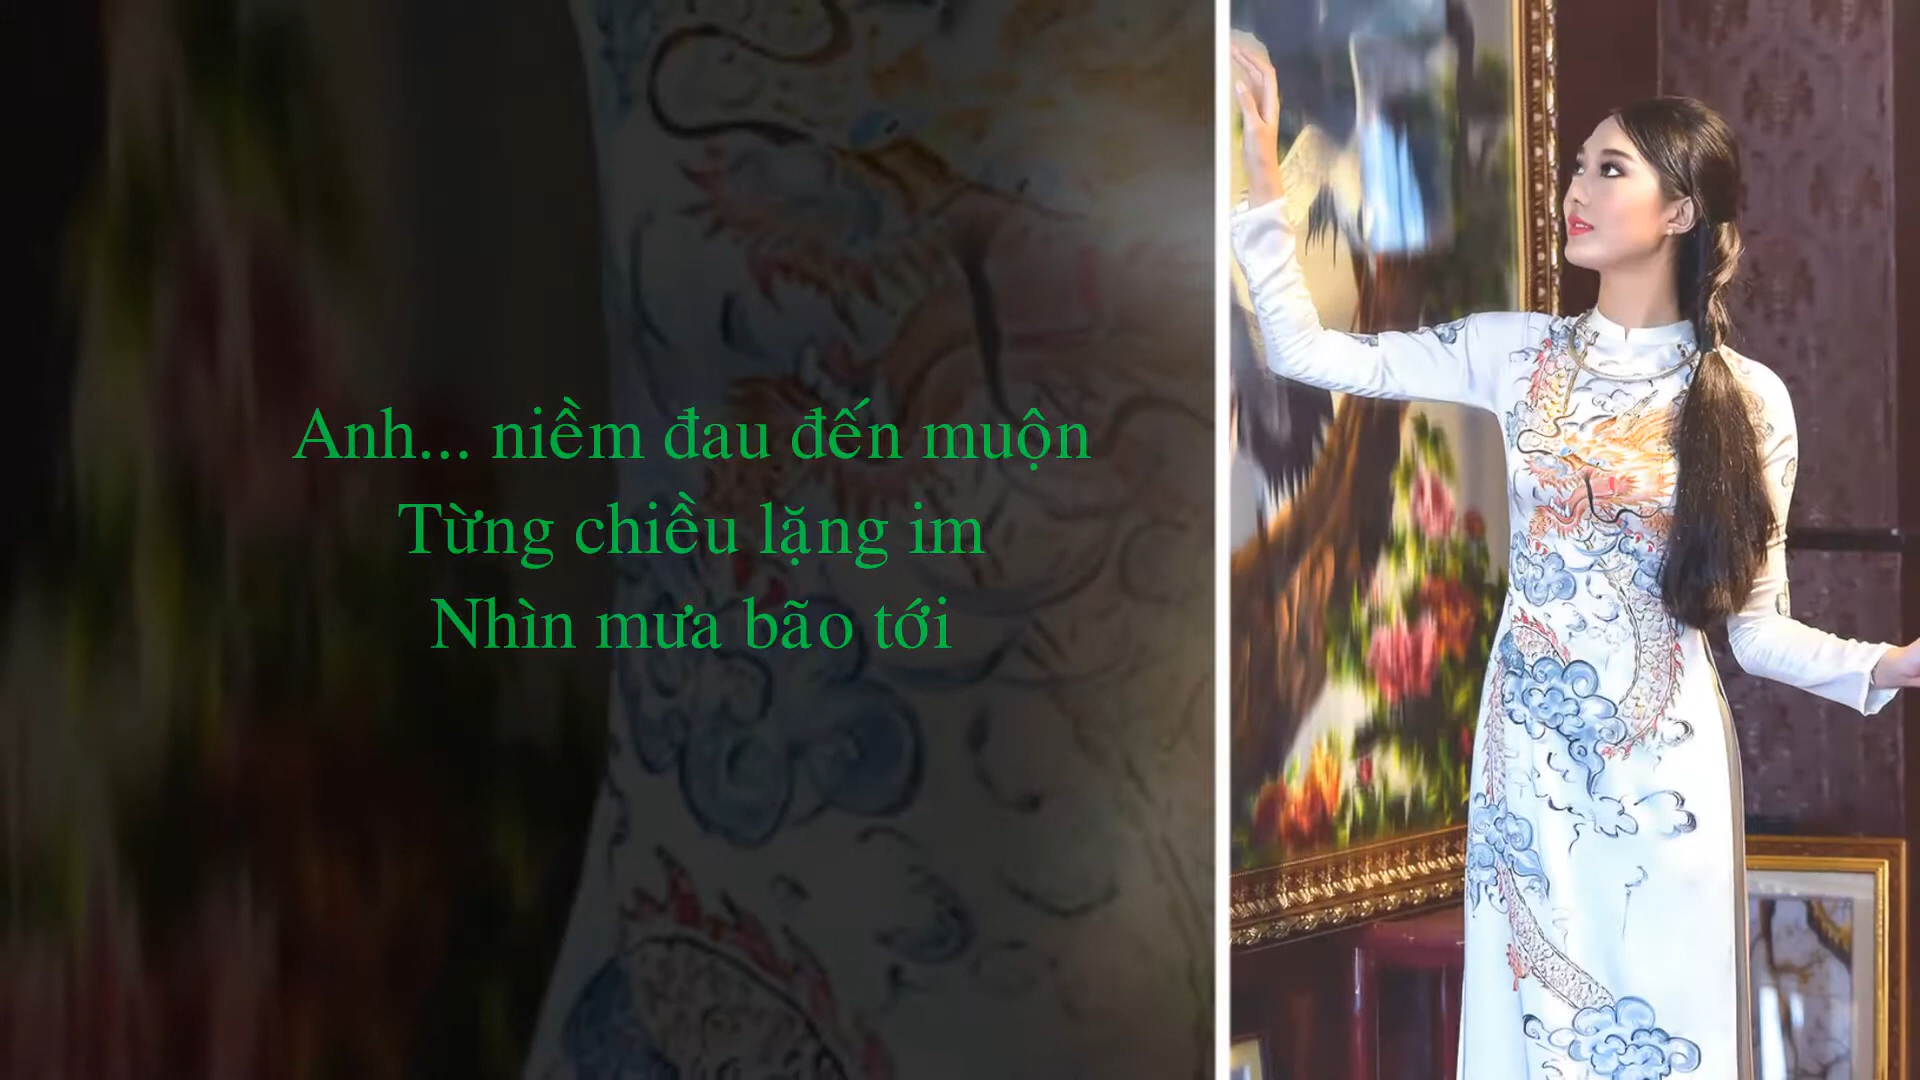 Anh... niềm đau đến muộn
Từng chiều lặng im
Nhìn mưa bão tới